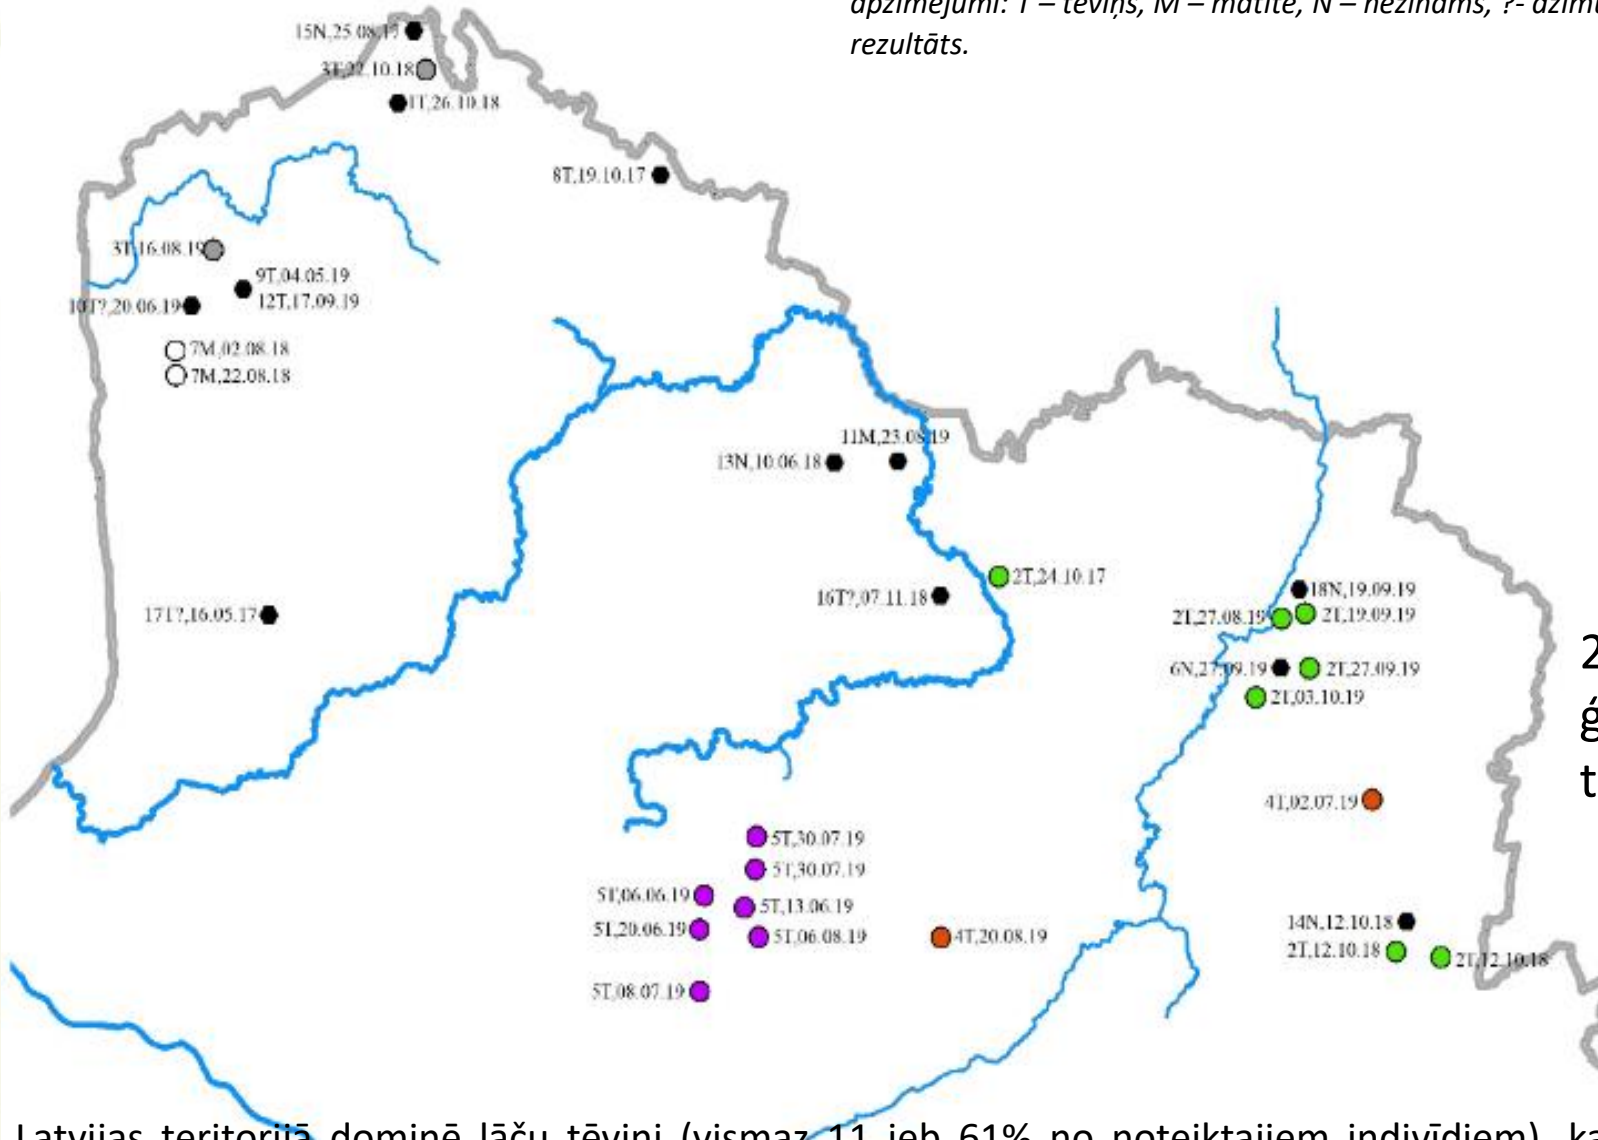 apzīmējumi: T – tēviņš, M – mātīte, N – nezināms, ?- dzimu
rezultāts.
15N,25.08.19
3T,22.10.18
1T,26.10.18
8T,19.10.17
3T,16.08.19
9T,04.05.19
12T,17.09.19
10T?,20.06.19
7M,02.08.18
7M,22.08.18
11M,23.08.19
13N,10.06.18
2T,24.10.17
16T?,07.11.18
17T?,16.05.17
18N,19.09.19
2T,27.08.19
2T,19.09.19
6N,27.09.19
2T,27.09.19
2T,03.10.19
2
ģ
t
4T,02.07.19
5T,30.07.19
5T,30.07.19
5T,06.06.19
5T,13.06.19
5T,20.06.19
5T,06.08.19
4T,20.08.19
14N,12.10.18
2T,12.10.18
2T,12.10.18
5T,08.07.19
Latvijas teritorijā dominē lāču tēviņi (vismaz 11 jeb 61% no noteiktajiem indivīdiem), ka